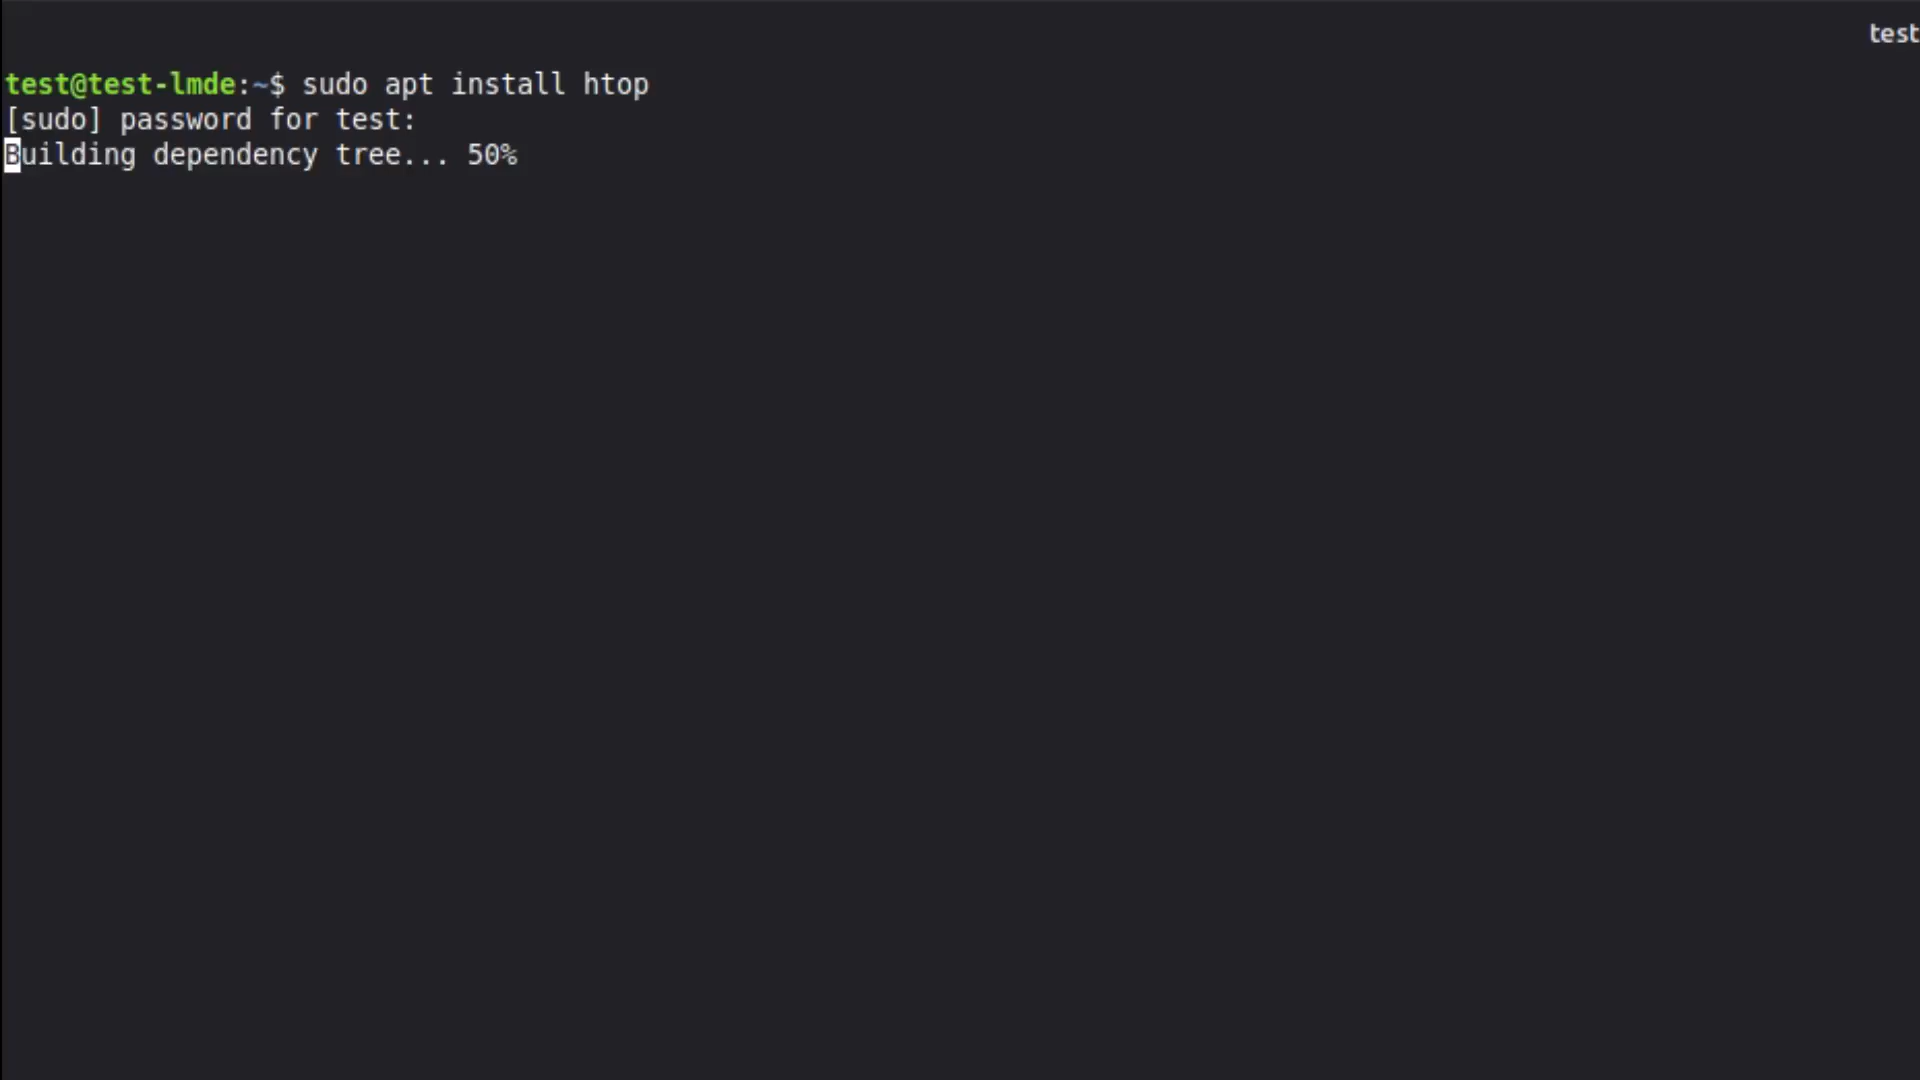 test
test@test-lmde:~$ sudo apt install htop
[sudo] password for test:
Building dependency tree... 50%